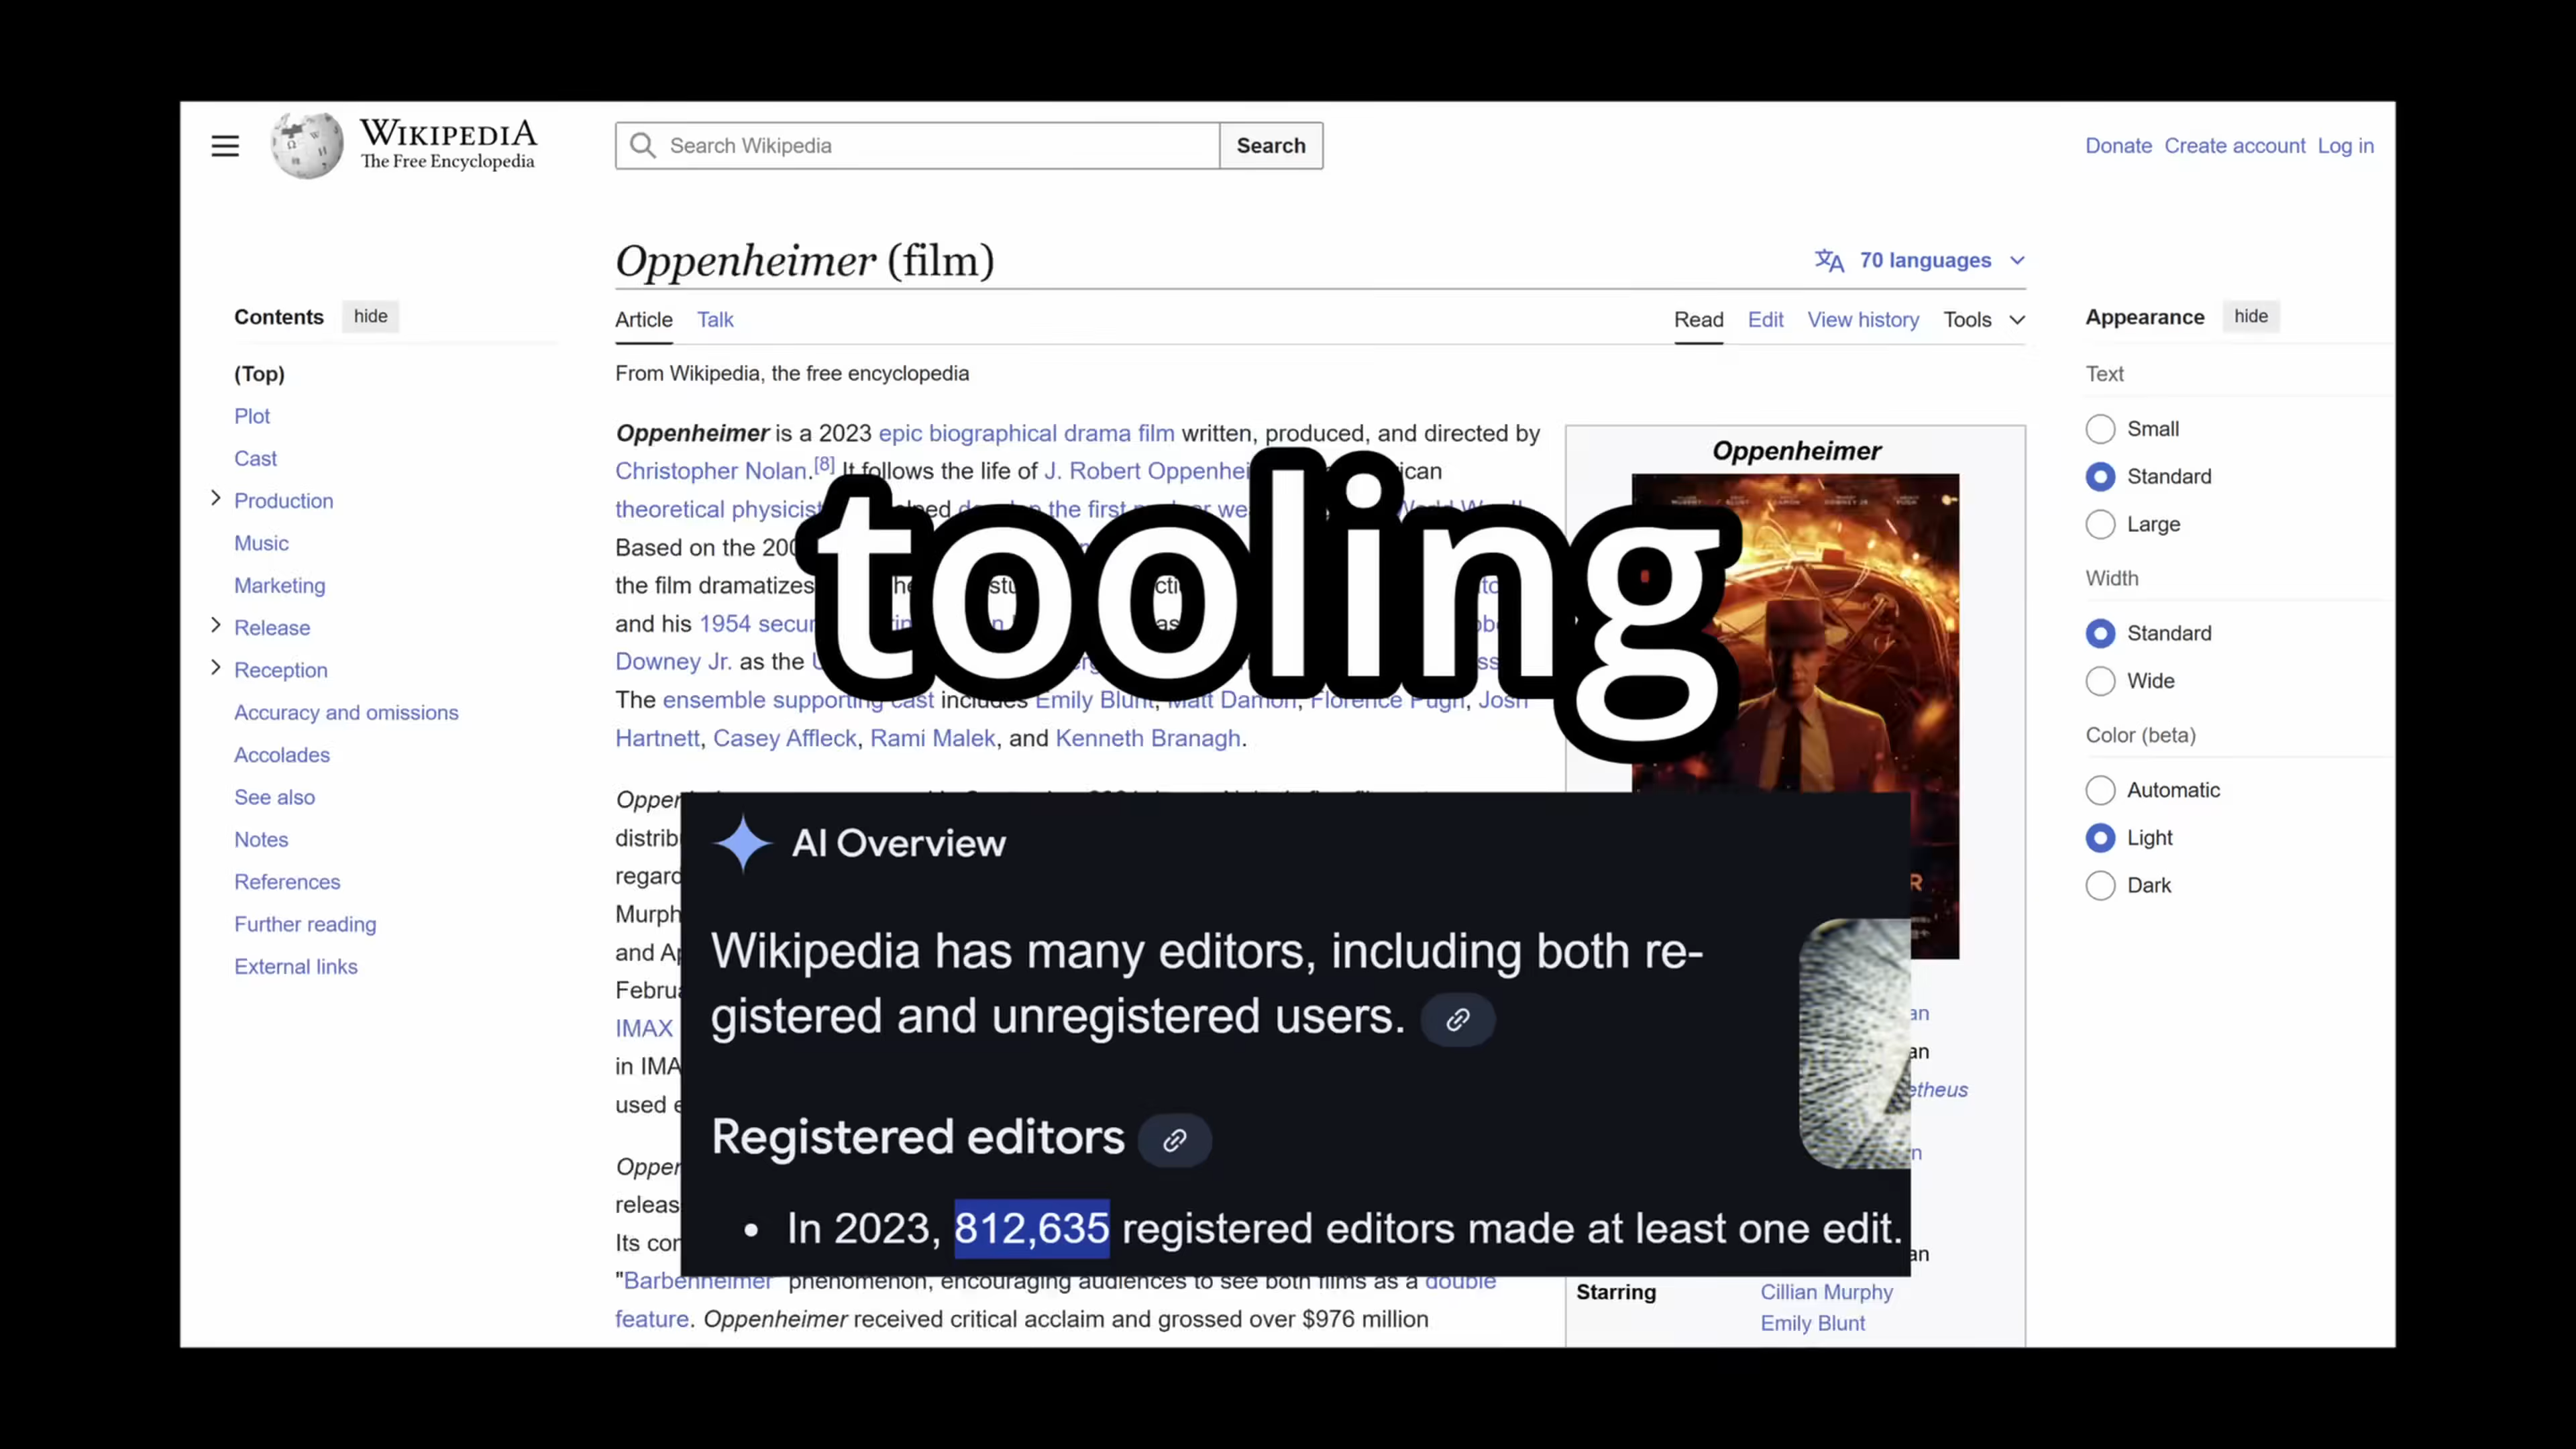 WIKIPEDIA
The Free Encyclopedia
Search Wikipedia
Search
Donate Create account Log in
Oppenheimer (film)
70 languages
Contents hide
(Top)
Plot
Cast
Production
Music
Marketing
Release
Reception
Accuracy and omissions
Accolades
See also
Notes
References
Further reading
External links
Article Talk
Read Edit View history Tools
From Wikipedia, the free encyclopedia
Oppenheimer is a 2023 epic biographical drama film written, produced, and directed by
Christopher Nolan.[8] It follows the life of J. Robert
theoretical the first
Based on the
the film dramatizes
and his 1954
Downey Jr. as the
The ensemble supporting cast includes Emily Blunt, Matt Damon, Florence Pugh, Josh
Hartnett, Casey Affleck, Rami Malek, and Kenneth Branagh.
tooling
IMAX
in
used
Its
"Barbenheimer" phenomenon, encouraging audiences to see both films as a double
feature. Oppenheimer received critical acclaim and grossed over $976 million
AI Overview
Wikipedia has many editors, including both re-
gistered and unregistered users.
Registered editors
• In 2023, 812,635 registered editors made at least one edit.
Oppenheimer
Starring Cillian Murphy
Emily Blunt
Appearance hide
Text
Small
Standard
Large
Width
Standard
Wide
Color (beta)
Automatic
Light
Dark